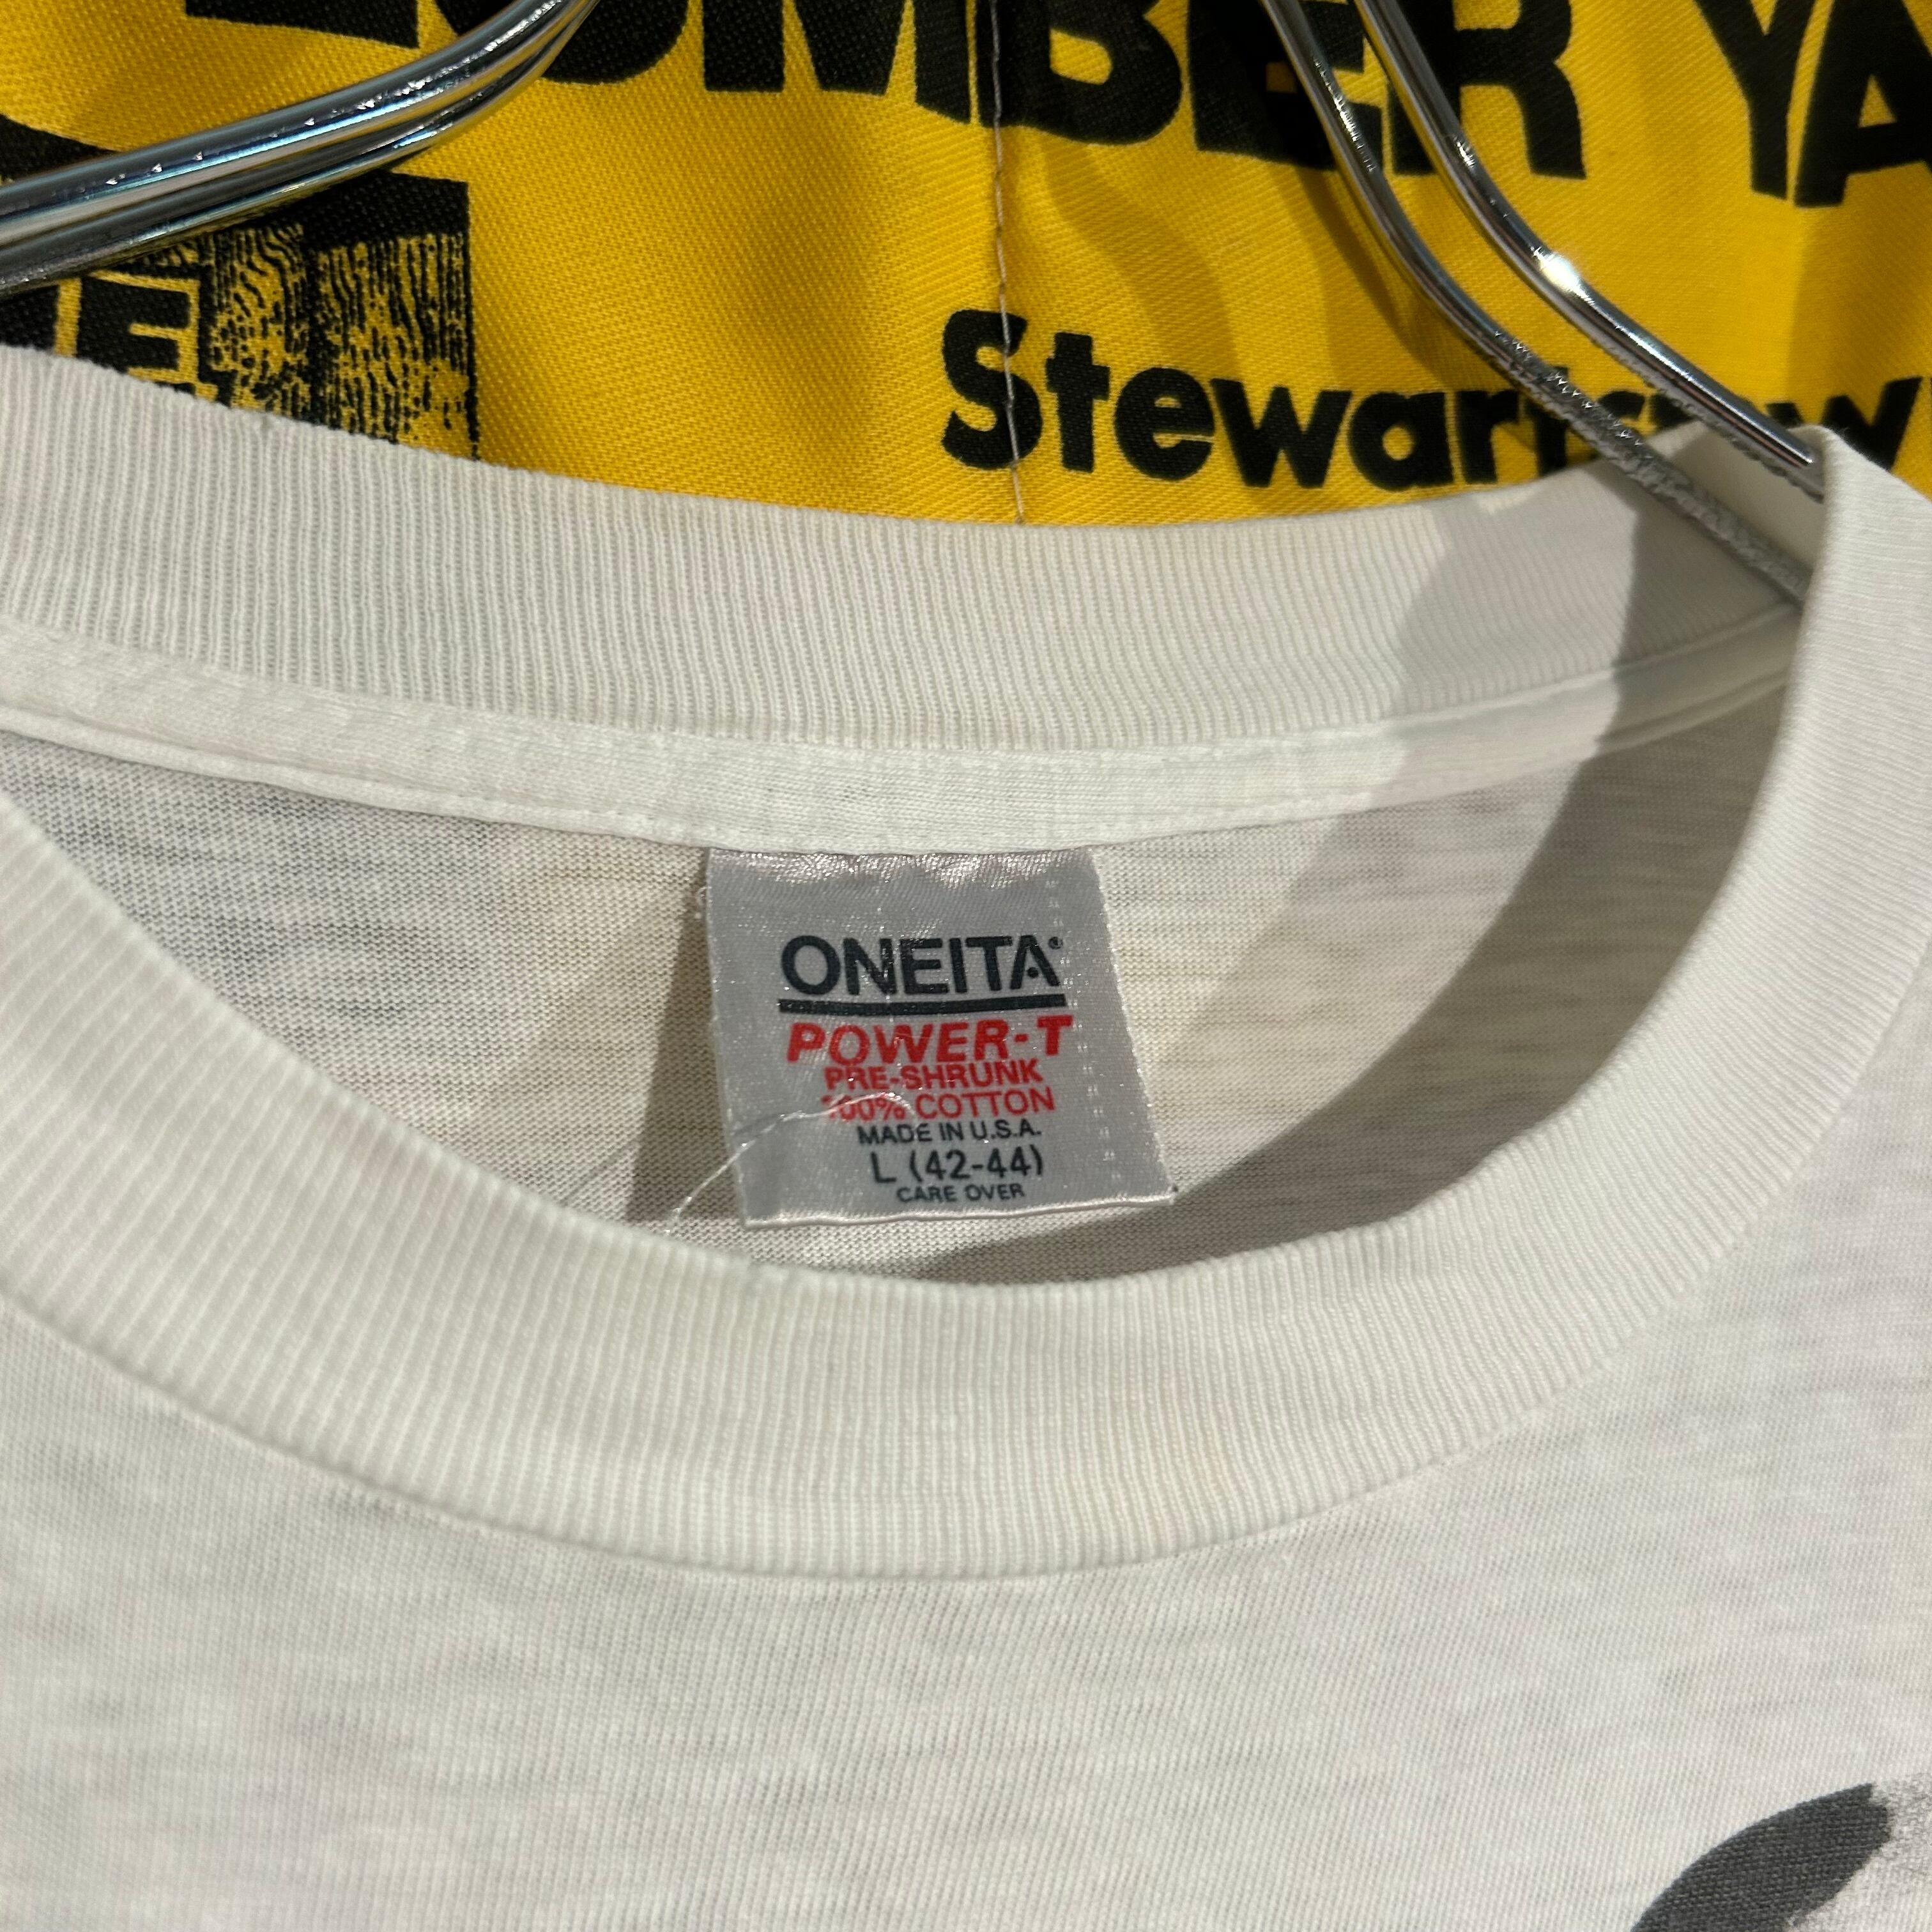 LUMBER YA
Stewartstow
ONEITA®
POWER-T
PRE-SHRUNK
100% COTTON
MADE IN U.S.A.
L (42-44)
CARE OVER